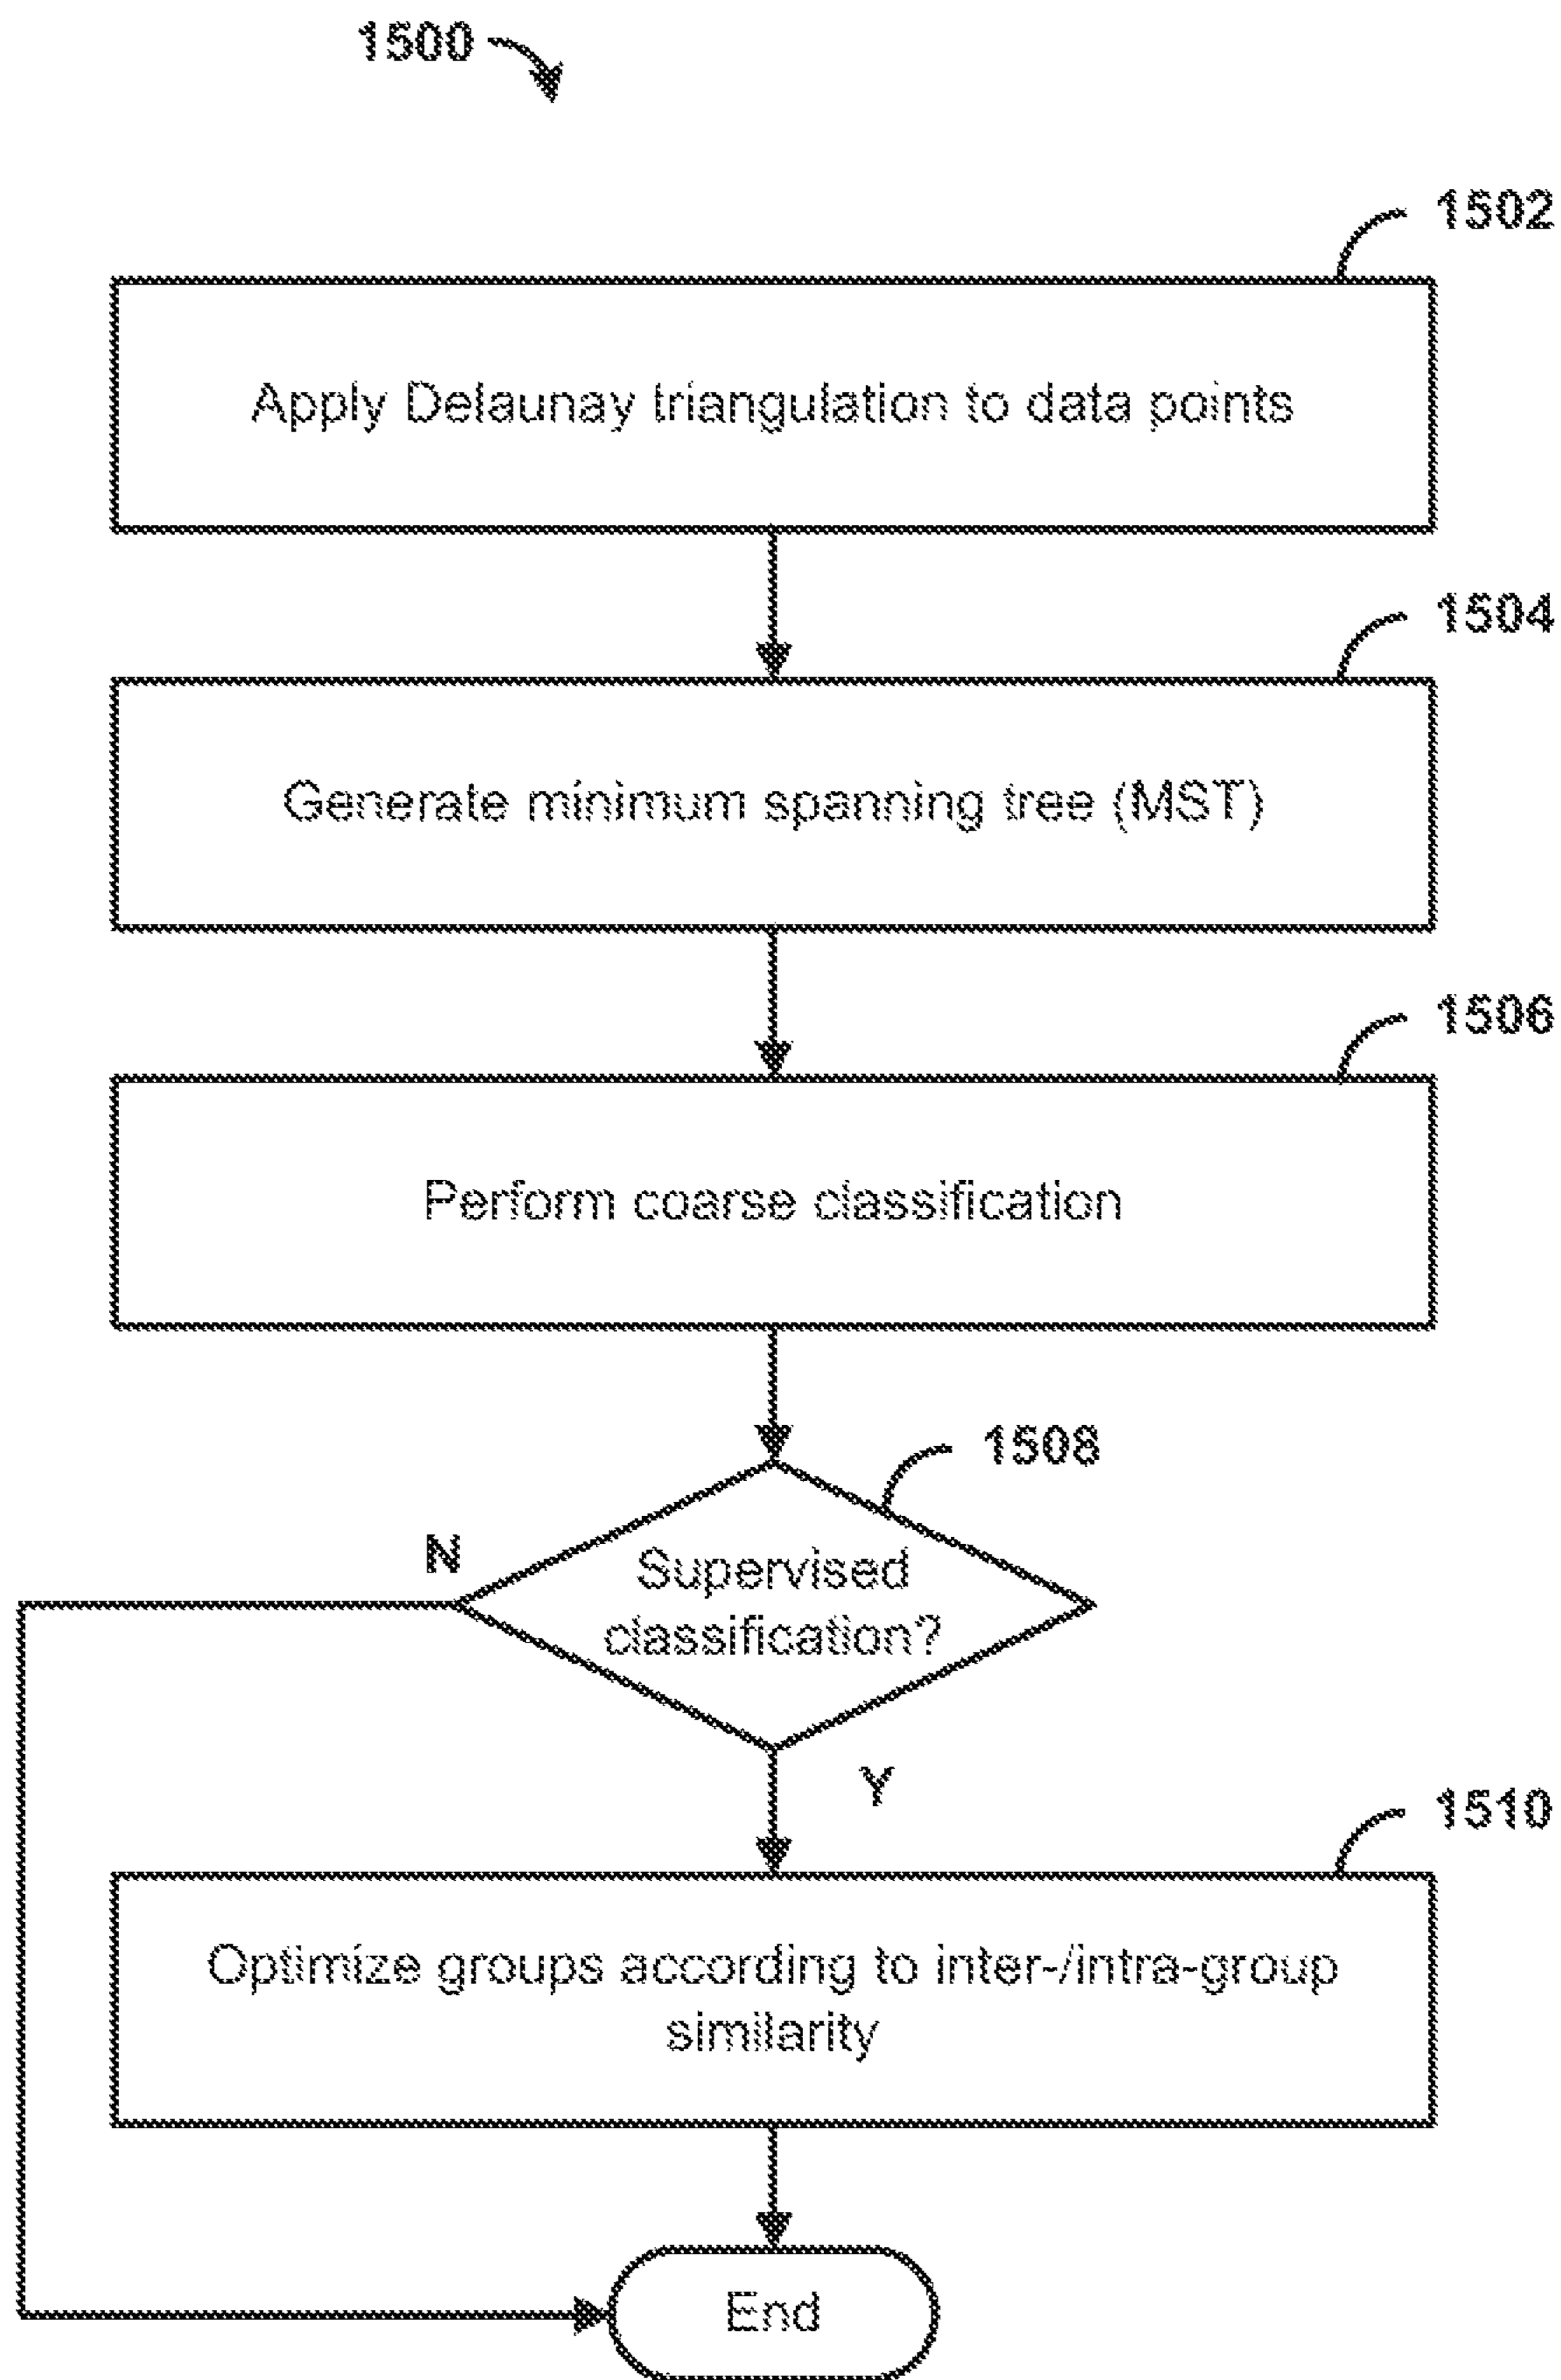 1500
1502
Apply Delaunay triangulation to data points
1504
Generate minimum spanning tree (MST)
1506
Perform coarse classification
1508
N
Supervised
classification?
Y
1510
Optimize groups according to inter-/intra-group
similarity
End